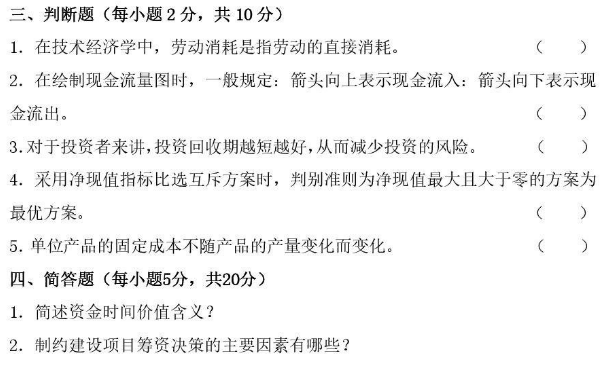 三、判断题（每小题 2 分，共 10 分）
1．在技术经济学中，劳动消耗是指劳动的直接消耗。 （ ）
2．在绘制现金流量图时，一般规定：箭头向上表示现金流入：箭头向下表示现
金流出。 （ ）
3.对于投资者来讲，投资回收期越短越好，从而减少投资的风险。 （ ）
4．采用净现值指标比选互斥方案时，判别准则为净现值最大且大于零的方案为
最优方案。 （ ）
5．单位产品的固定成本不随产品的产量变化而变化。 （ ）
四、简答题（每小题5分，共20分）
1．简述资金时间价值含义？
2．制约建设项目筹资决策的主要因素有哪些？